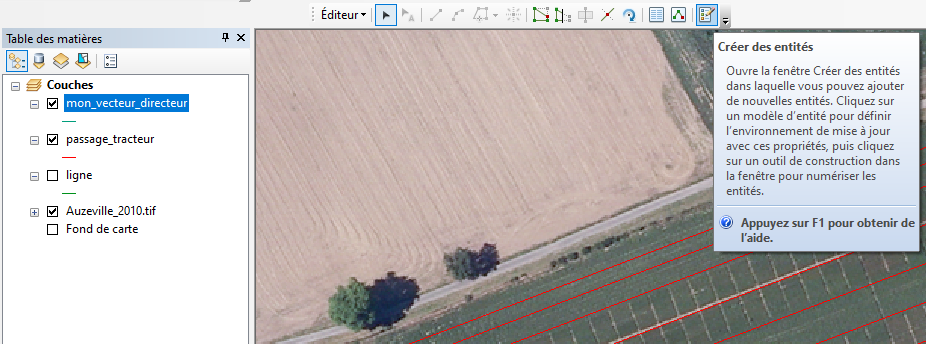 Éditeur
Table des matières
Créer des entités
Ouvre la fenêtre Créer des entités
dans laquelle vous pouvez ajouter
de nouvelles entités. Cliquez sur
un modèle d'entité pour définir
l'environnement de mise à jour
avec ces propriétés, puis cliquez
sur un outil de construction dans
la fenêtre pour numériser les
entités.
Appuyez sur F1 pour obtenir de
l'aide.
Couches
mon_vecteur_directeur
passage_tracteur
ligne
Auzeville_2010.tif
Fond de carte